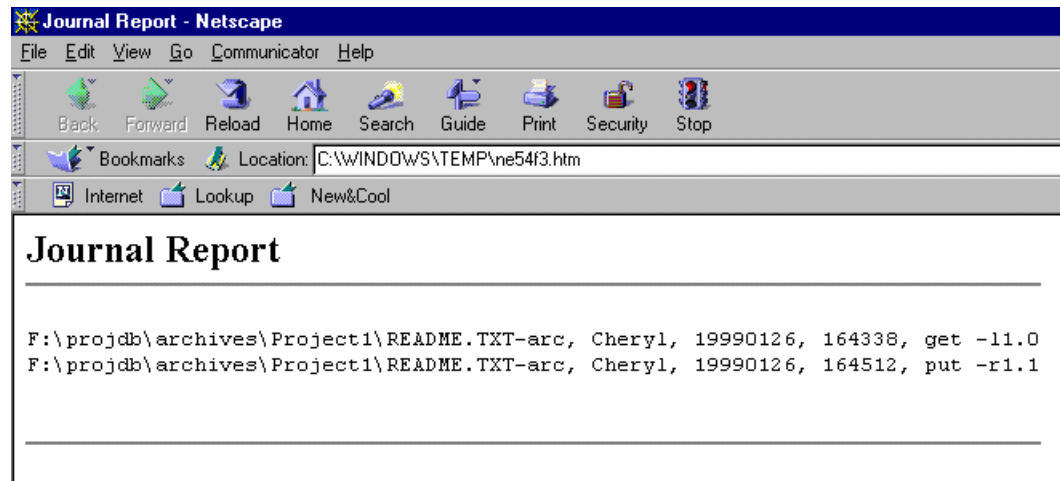 Journal Report - Netscape
File Edit View Go Communicator Help
Back Forward Reload Home Search Guide Print Security Stop
Bookmarks Location: C:\WINDOWS\TEMP\ne54f3.htm
Internet Lookup New&Cool
Journal Report
F:\projdb\archives\Project1\README.TXT-arc, Cheryl, 19990126, 164338, get -l1.0
F:\projdb\archives\Project1\README.TXT-arc, Cheryl, 19990126, 164512, put -r1.1